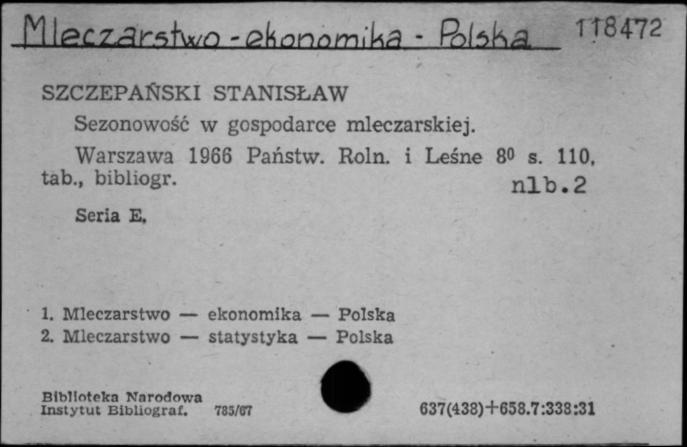 Mleczarstwo - ekonomika - Polska 118472
SZCZEPAŃSKI STANISŁAW
Sezonowość w gospodarce mleczarskiej.
Warszawa 1966 Państw. Roln. i Leśne 8⁰ s. 110,
tab., bibliogr. nlb.2
Seria E.
1. Mleczarstwo — ekonomika — Polska
2. Mleczarstwo — statystyka — Polska
Biblioteka Narodowa
Instytut Bibliograf. 785/67 637(438)+658.7:338:31